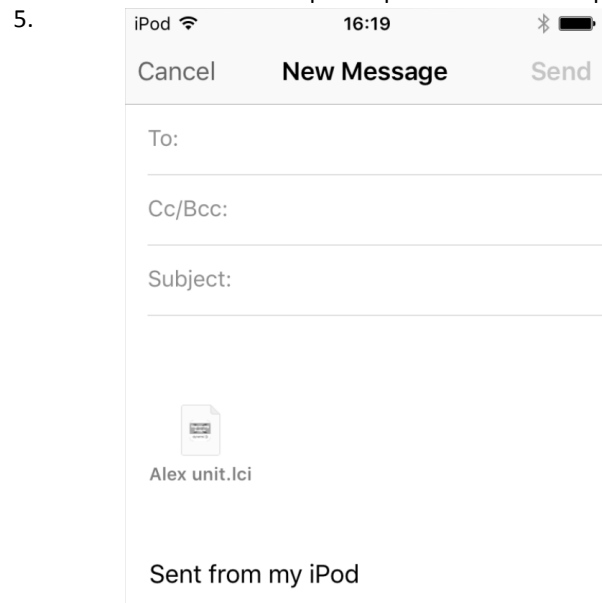 5.
iPod 16:19
Cancel New Message Send
To:
Cc/Bcc:
Subject:
Alex unit.lci
Sent from my iPod